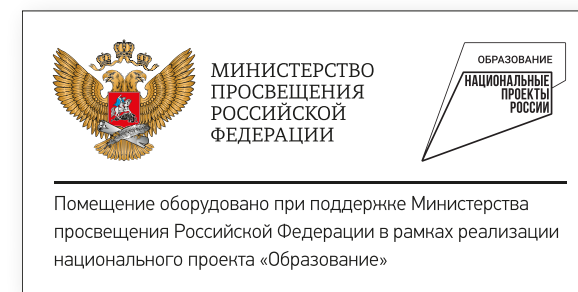 МИНИСТЕРСТВО
ПРОСВЕЩЕНИЯ
РОССИЙСКОЙ
ФЕДЕРАЦИИ
ОБРАЗОВАНИЕ
НАЦИОНАЛЬНЫЕ
ПРОЕКТЫ
РОССИИ
Помещение оборудовано при поддержке Министерства
просвещения Российской Федерации в рамках реализации
национального проекта «Образование»